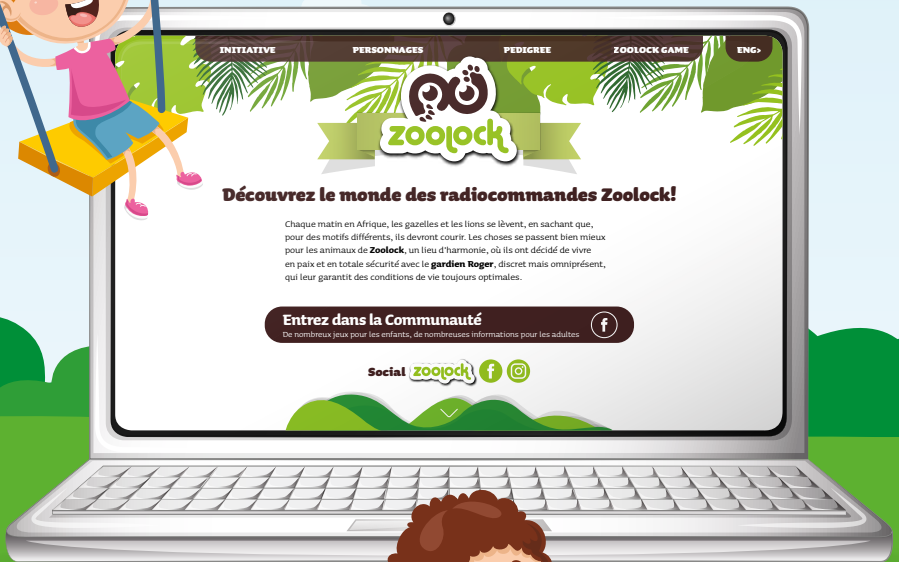 INITIATIVE PERSONNAGES PEDIGREE ZOOLOCK GAME ENG>
zoolock
Découvrez le monde des radiocommandes Zoolock!
Chaque matin en Afrique, les gazelles et les lions se lèvent, en sachant que,
pour des motifs différents, ils devront courir. Les choses se passent bien mieux
pour les animaux de Zoolock, un lieu d'harmonie, où ils ont décidé de vivre
en paix et en totale sécurité avec le gardien Roger, discret mais omniprésent,
qui leur garantit des conditions de vie toujours optimales.
Entrez dans la Communauté
De nombreux jeux pour les enfants, de nombreuses informations pour les adultes
Social zoolock